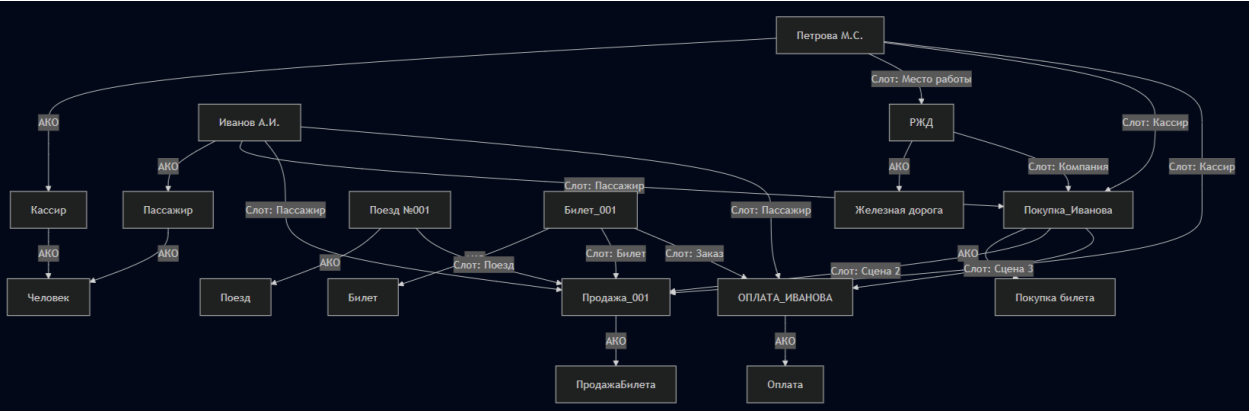 Петрова М.С.
Слот: Место работы
АКО
Иванов А.И.
РЖД
Слот: Кассир
АКО
АКО
Слот: Компания
Слот: Кассир
Слот: Пассажир
Кассир
Пассажир
Слот: Пассажир
Поезд №001
Билет_001
Слот: Пассажир
Железная дорога
Покупка_Иванова
АКО
АКО
АКО
АКО
Слот: Поезд
Слот: Билет
Слот: Заказ
АКО
Слот: Сцена 2
Слот: Сцена 3
Человек
Поезд
Билет
Продажа_001
ОПЛАТА_ИВАНОВА
Покупка билета
АКО
АКО
ПродажаБилета
Оплата